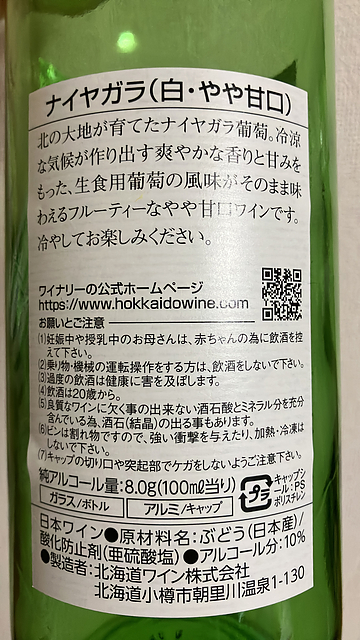 ナイヤガラ(白・やや甘口)
北の大地が育てたナイヤガラ葡萄。冷涼
な気候が作り出す爽やかな香りと甘みを
もった、生食用葡萄の風味がそのまま味
わえるフルーティーなやや甘口ワインです。
冷やしてお楽しみください。
ワイナリーの公式ホームページ
https://www.hokkaidowine.com
お願いとご注意
(1)妊娠中や授乳中のお母さんは、赤ちゃんの為に飲酒を控
えて下さい。
(2)乗り物・機械の運転操作をする方は、飲酒をしないで下さい。
(3)過度の飲酒は健康に害を及ぼします。
(4)飲酒は20歳から。
(5)良質なワインに欠く事の出来ない酒石酸とミネラル分を充分
含んでいる為、酒石(結晶)の出る事もあります。
(6)ビンは割れ物ですので、強い衝撃を与えたり、加熱・冷凍は
しないで下さい。
(7)キャップの切り口や突起部でケガをしないようご注意下さい。
純アルコール量:8.0g(100mℓ当り)
ガラス/ボトル
アルミ/キャップ
プラ
キャップシ
ール:PS
ポリスチレン
日本ワイン●原材料名:ぶどう(日本産)/
酸化防止剤(亜硫酸塩)●アルコール分:10%
●製造者:北海道ワイン株式会社
北海道小樽市朝里川温泉1-130